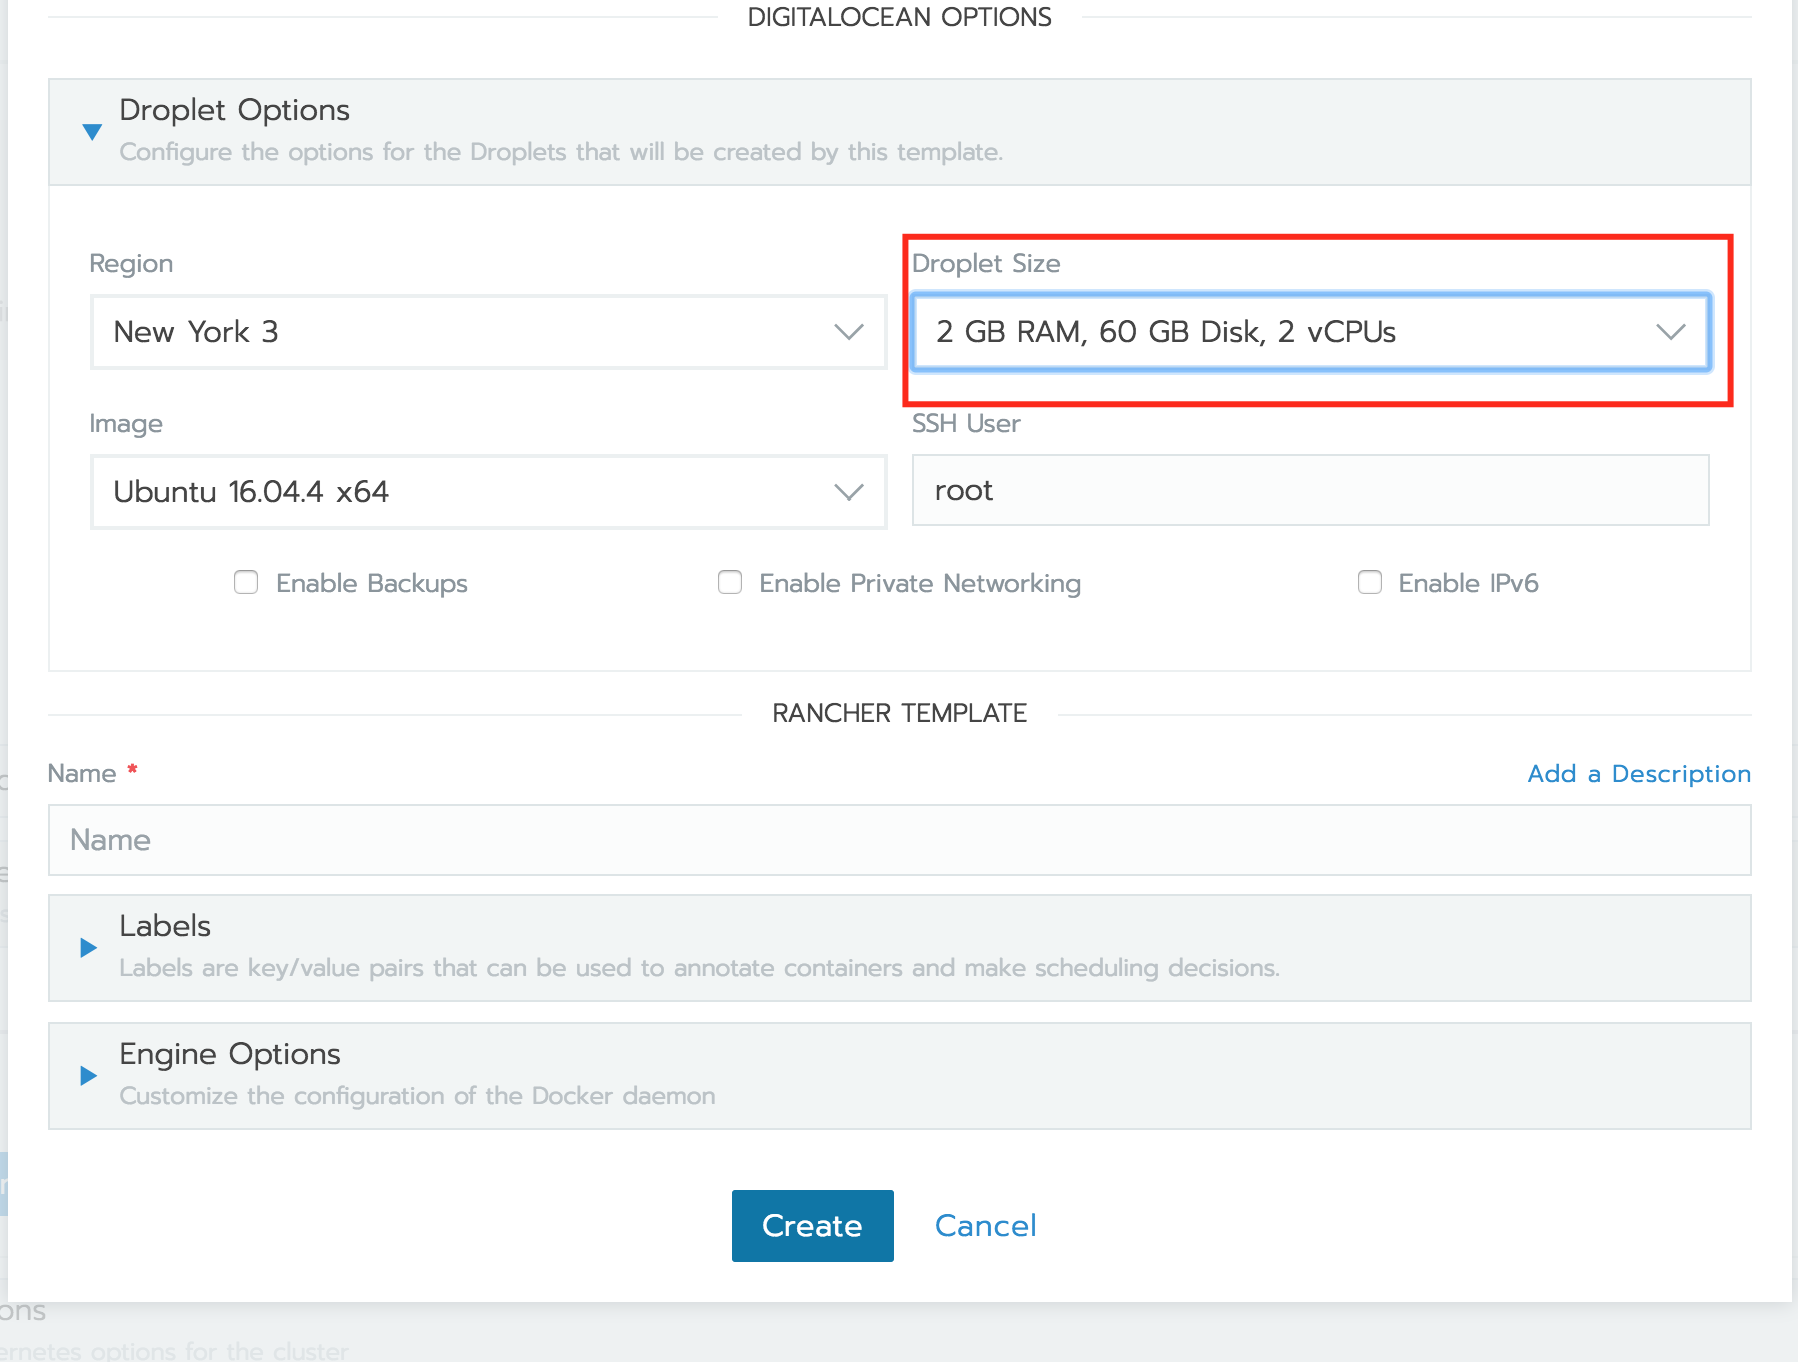 DIGITALOCEAN OPTIONS
Droplet Options
Configure the options for the Droplets that will be created by this template.
Region
Droplet Size
New York 3
2 GB RAM, 60 GB Disk, 2 vCPUs
Image
SSH User
Ubuntu 16.04.4 x64
root
Enable Backups
Enable Private Networking
Enable IPv6
RANCHER TEMPLATE
Name *
Add a Description
Name
Labels
Labels are key/value pairs that can be used to annotate containers and make scheduling decisions.
Engine Options
Customize the configuration of the Docker daemon
Create
Cancel
ons
ernetes options for the cluster